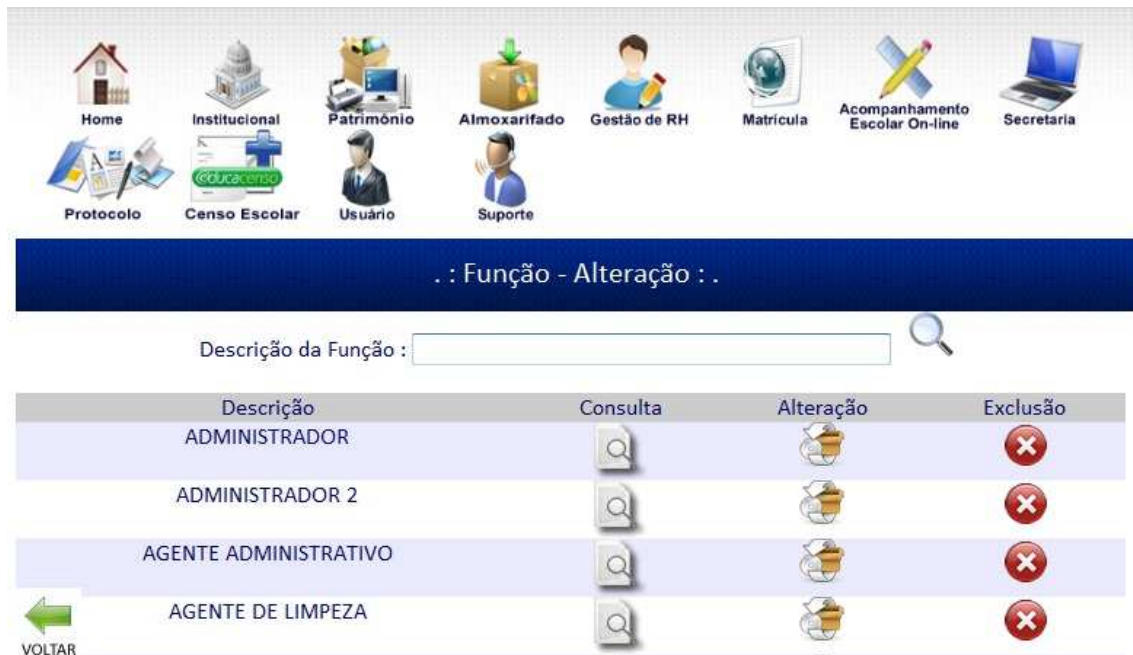 Home Institucional Patrimônio Almoxarifado Gestão de RH Matrícula Acompanhamento Escolar On-line Secretaria
@educacenso
Protocolo Censo Escolar Usuário Suporte
. : Função - Alteração : .
Descrição da Função :
Descrição Consulta Alteração Exclusão
ADMINISTRADOR
ADMINISTRADOR 2
AGENTE ADMINISTRATIVO
AGENTE DE LIMPEZA
VOLTAR